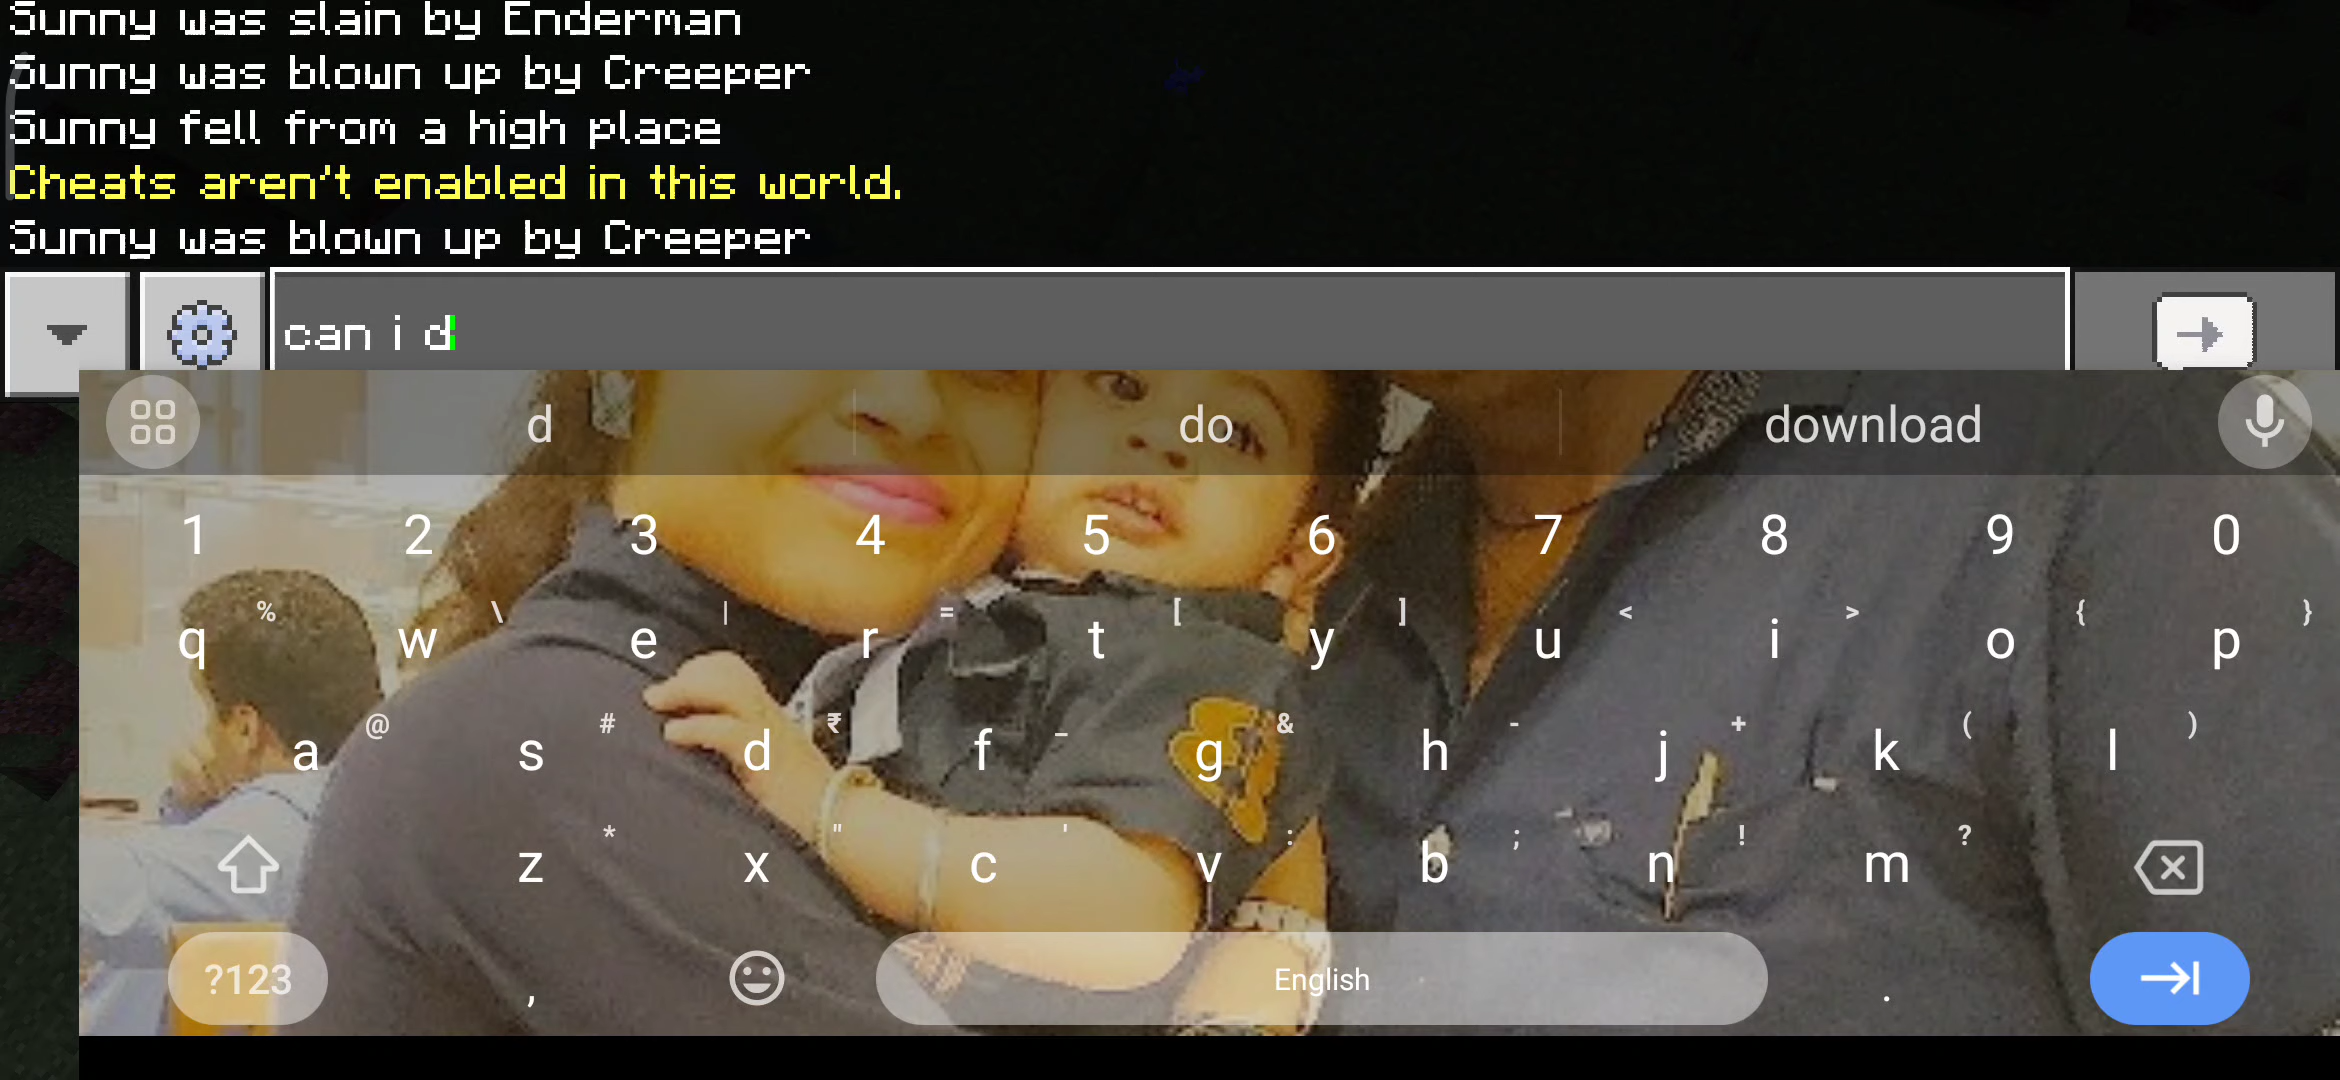 Sunny was slain by Enderman
Sunny was blown up by Creeper
Sunny fell from a high place
Cheats aren't enabled in this world.
Sunny was blown up by Creeper
can i d
d do download
1 2 3 4 5 6 7 8 9 0
% \ | = [ ] < > { }
q w e r t y u i o p
@ # ₹ _ & - + ( )
a s d f g h j k l
* " ' : ; ! ?
z x c v b n m
?123 , English .